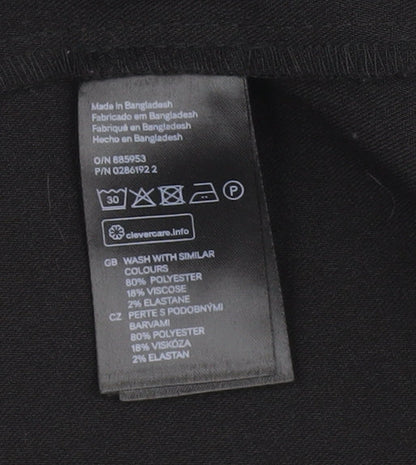 Made in Bangladesh
Fabricado em Bangladesh
Fabriqué en Bangladesh
Hecho en Bangladesh
O/N 885953
P/N 0286192 2
30 P
clevercare.info
GB WASH WITH SIMILAR
COLOURS
80% POLYESTER
18% VISCOSE
2% ELASTANE
CZ PERTE S PODOBNÝMI
BARVAMI
80% POLYESTER
18% VISKÓZA
2% ELASTAN